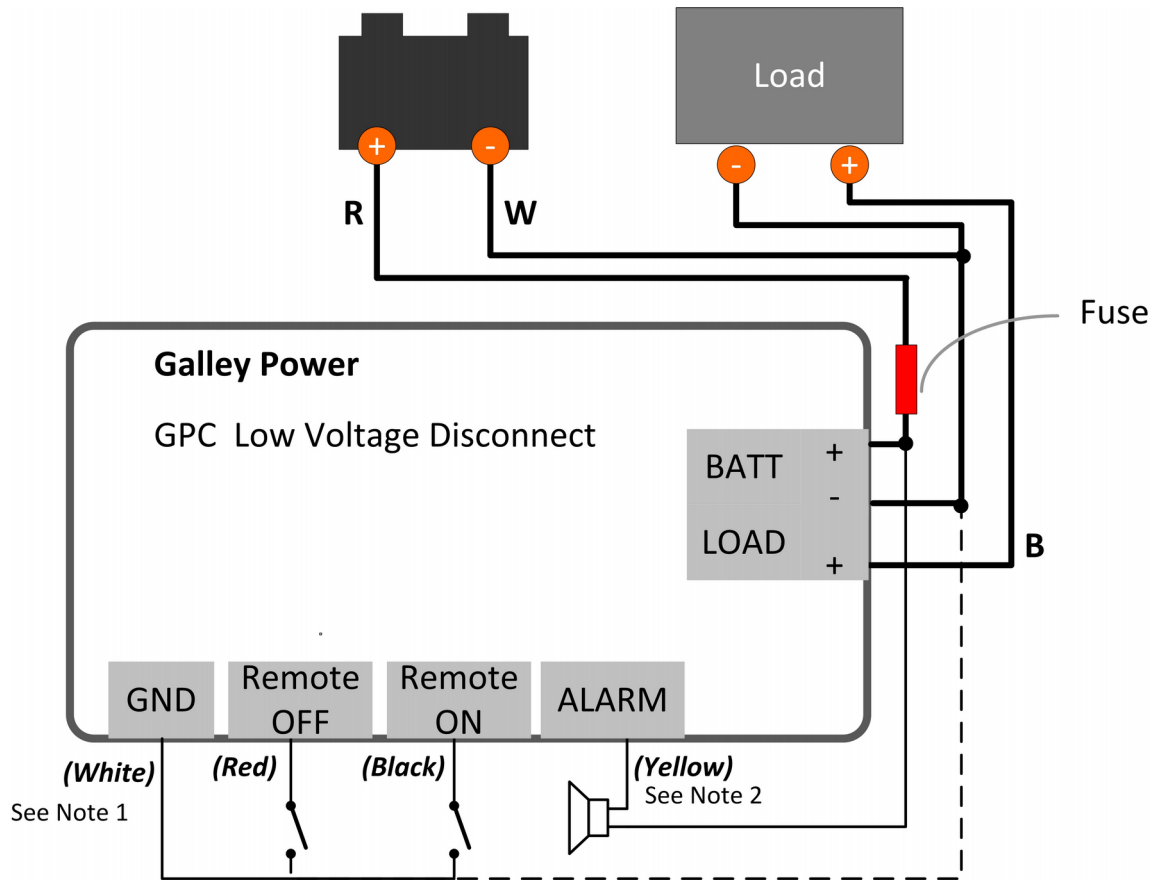 Load
+
-
-
+
R
W
Fuse
Galley Power
GPC Low Voltage Disconnect
BATT
+
-
LOAD
+
B
GND
Remote
OFF
Remote
ON
ALARM
(White)
(Red)
(Black)
(Yellow)
See Note 1
See Note 2